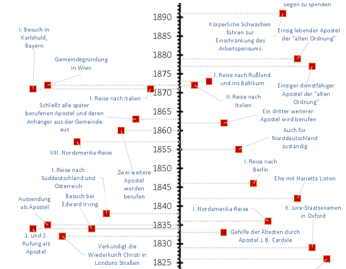 segen zu spenden
1890
I. Besuch in
Karlshuld,
Bayern
Körperliche Schwächen
führen zur
Einschränkung des
Arbeitspensums
Einzig lebender Apostel
der "alten Ordnung"
1885
Gemeindegründung
in Wien
1880
1875
I. Reise nach Rußland
und ins Baltikum
Einziger dienstfähiger
Apostel der "alten
Ordnung"
1870
I. Reise nach Italien
II. Reise nach
Italien
Schließt alle später
berufenen Apostel und deren
Anhänger aus der Gemeinde
aus
1865
Ein dritter weiterer
Apostel wird berufen
1860
Auch für
Norddeutschland
zuständig
VIII. Nordamerika-Reise
1855
1850
I. Reise nach
Berlin
I. Reise nach
Süddeutschland und
Österreich
Zwei weitere
Apostel
werden
berufen
1845
Ehe mit Harietta Liston
Aussendung
als Apostel
Besuch bei
Edward Irving
1840
I. Nordamerika-Reise
II. Jura-Staatsexamen
in Oxford
1835
1. und 2.
Rufung als
Apostel
Gehilfe der Ältesten durch
Apostel J. B. Cardale
1830
Verkündigt die
Wiederkunft Christi in
Londons Straßen
1825